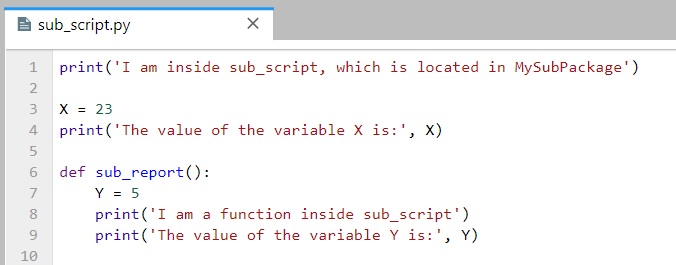 sub_script.py
1 print('I am inside sub_script, which is located in MySubPackage')
2
3 X = 23
4 print('The value of the variable X is:', X)
5
6 def sub_report():
7     Y = 5
8     print('I am a function inside sub_script')
9     print('The value of the variable Y is:', Y)
10